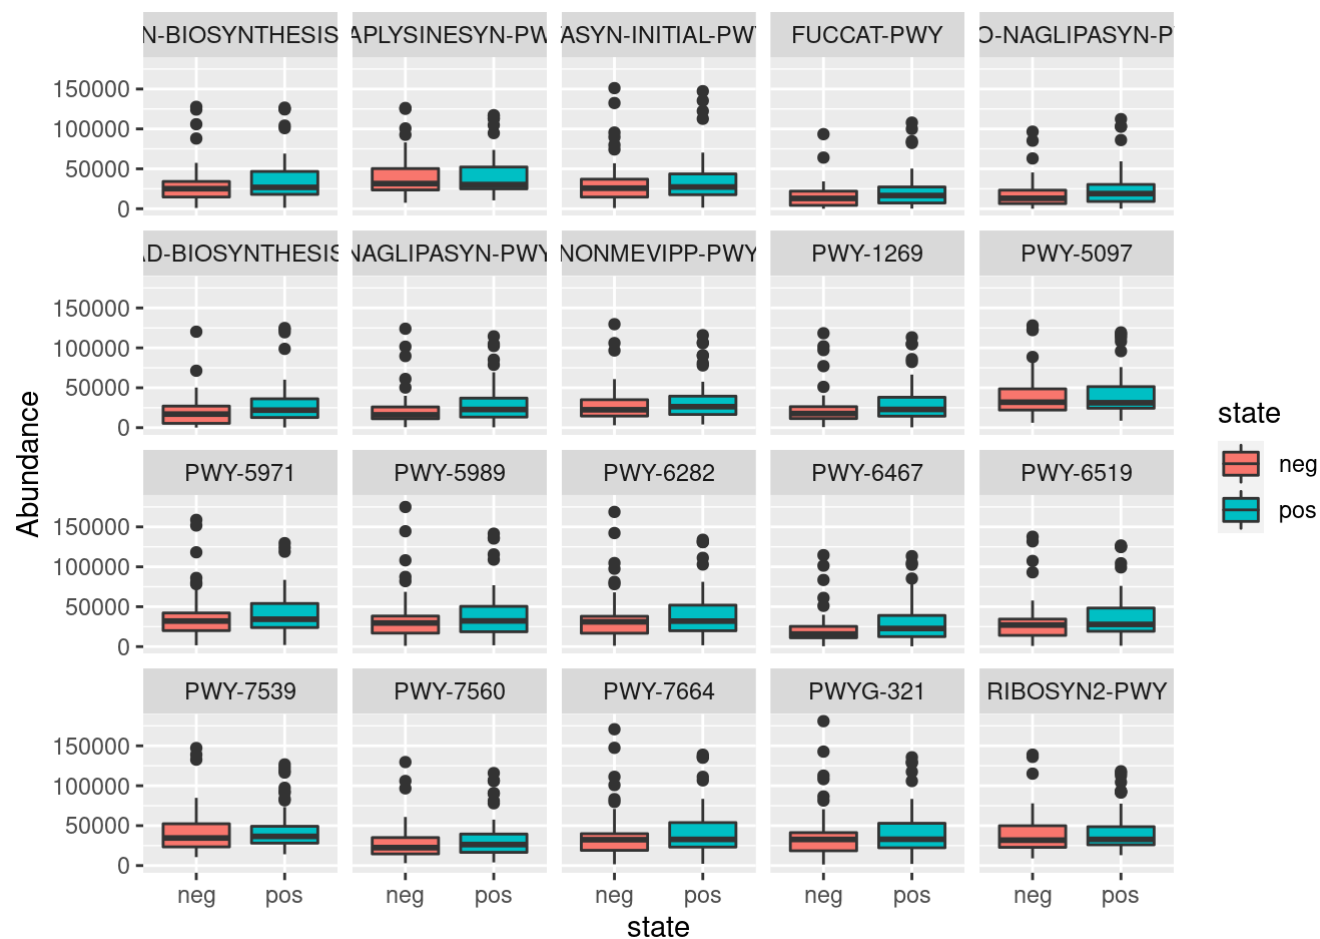 N-BIOSYNTHESIS APLYSINESYN-PW ASYN-INITIAL-PW FUCCAT-PWY O-NAGLIPASYN-P
150000
100000
50000
0
D-BIOSYNTHESIS NAGLIPASYN-PWY NONMEVIPP-PWY PWY-1269 PWY-5097
150000
100000
50000
0
Abundance
state
neg
pos
PWY-5971 PWY-5989 PWY-6282 PWY-6467 PWY-6519
150000
100000
50000
0
PWY-7539 PWY-7560 PWY-7664 PWYG-321 RIBOSYN2-PWY
150000
100000
50000
0
neg pos neg pos neg pos neg pos neg pos
state